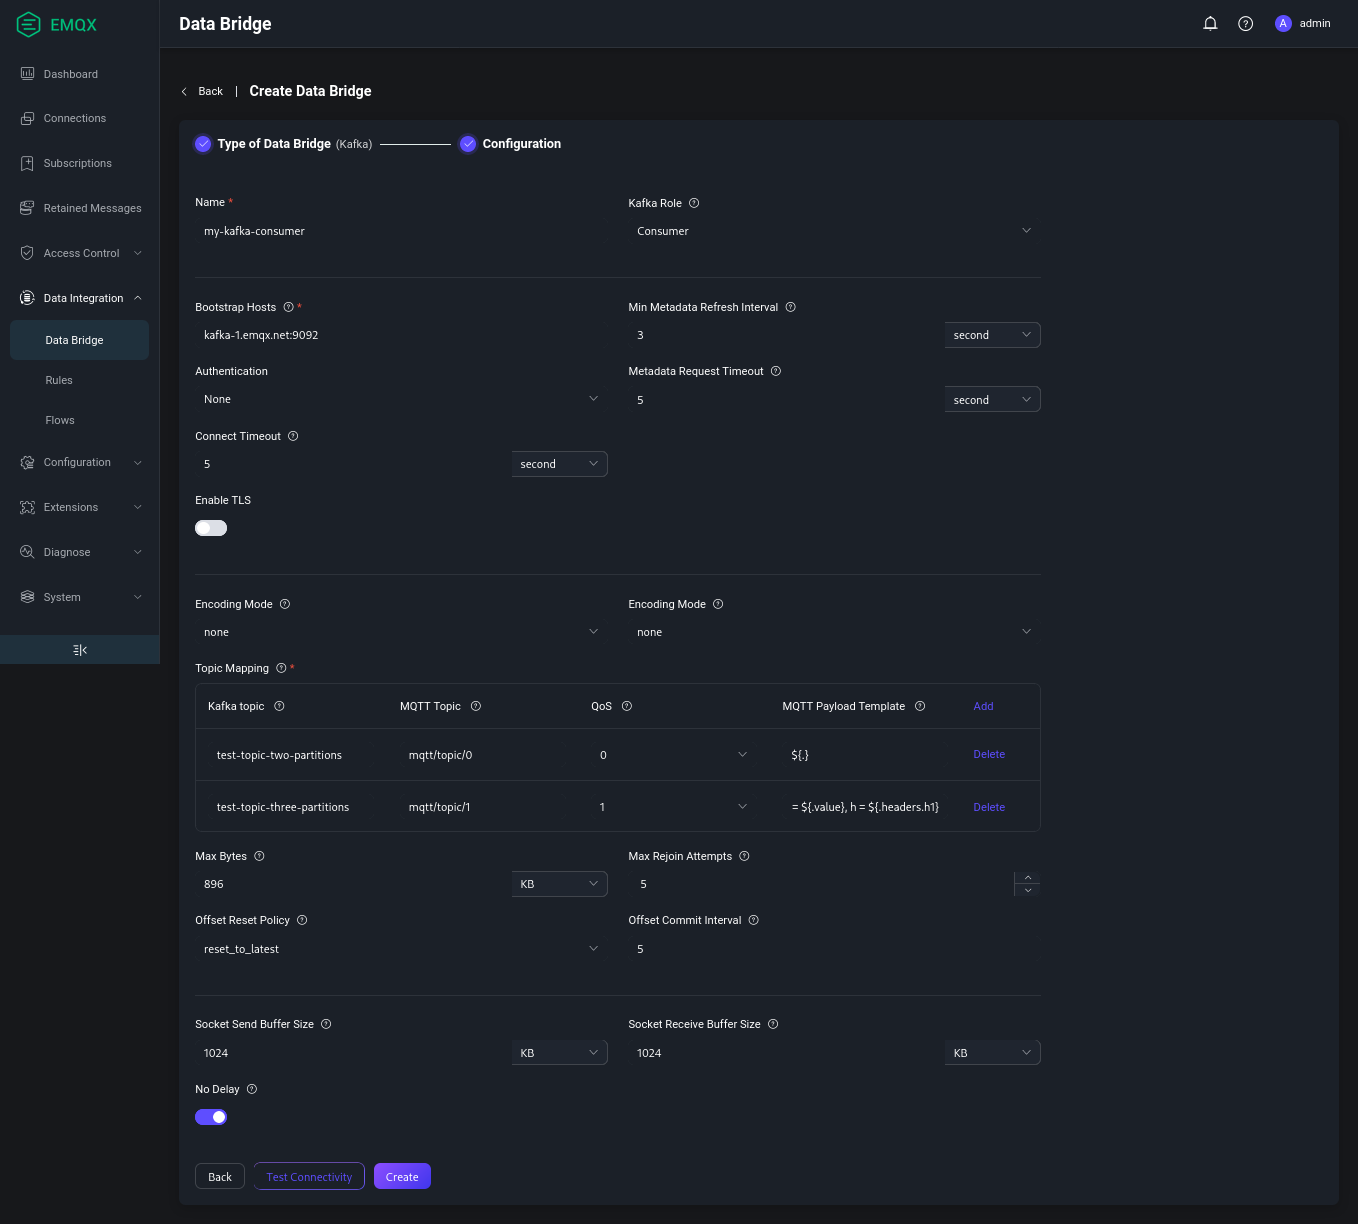 EMQX
Data Bridge
A admin
Dashboard
Connections
Subscriptions
Retained Messages
Access Control
Data Integration
Data Bridge
Rules
Flows
Configuration
Extensions
Diagnose
System
Back | Create Data Bridge
Type of Data Bridge (Kafka)
Configuration
Name *
Kafka Role
my-kafka-consumer
Consumer
Bootstrap Hosts *
Min Metadata Refresh Interval
kafka-1.emqx.net:9092
3 second
Authentication
Metadata Request Timeout
None
5 second
Connect Timeout
5 second
Enable TLS
Encoding Mode
Encoding Mode
none
none
Topic Mapping *
Kafka topic MQTT Topic QoS MQTT Payload Template Add
test-topic-two-partitions mqtt/topic/0 0 ${.} Delete
test-topic-three-partitions mqtt/topic/1 1 = ${.value}, h = ${.headers.h1} Delete
Max Bytes
Max Rejoin Attempts
896 KB
5
Offset Reset Policy
Offset Commit Interval
reset_to_latest
5
Socket Send Buffer Size
Socket Receive Buffer Size
1024 KB
1024 KB
No Delay
Back Test Connectivity Create